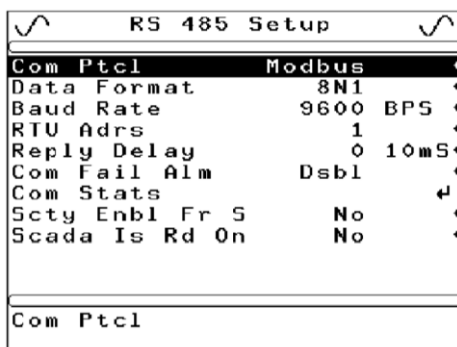 RS 485 Setup
Com Ptcl Modbus
Data Format 8N1
Baud Rate 9600 BPS
RTU Adrs 1
Reply Delay 0 10mS
Com Fail Alm Dsbl
Com Stats
Scty Enbl Fr S No
Scada Is Rd On No
Com Ptcl